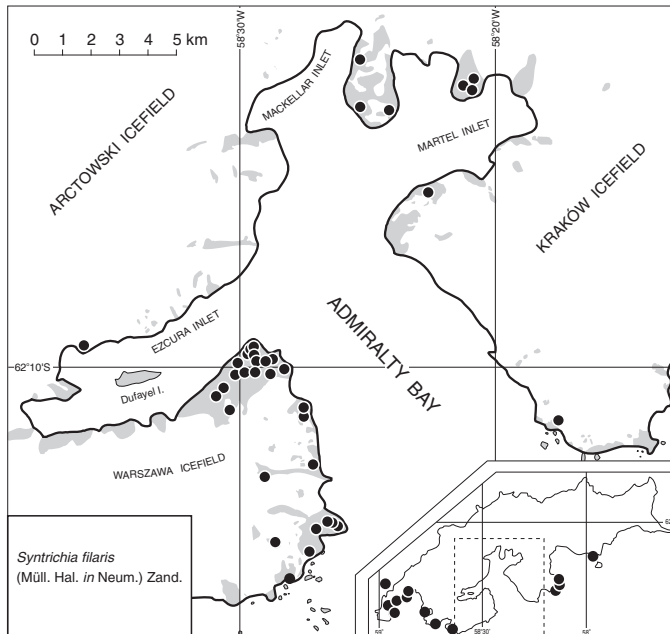 58°30'W
58°20'W
0 1 2 3 4 5 km
MACKELLAR INLET
ARCTOWSKI ICEFIELD
MARTEL INLET
KRAKÓW ICEFIELD
ADMIRALTY BAY
EZCURA INLET
62°10'S
Dufayel I.
WARSZAWA ICEFIELD
Syntrichia filaris
(Müll. Hal. in Neum.) Zand.
62
59°
58°30'
58°